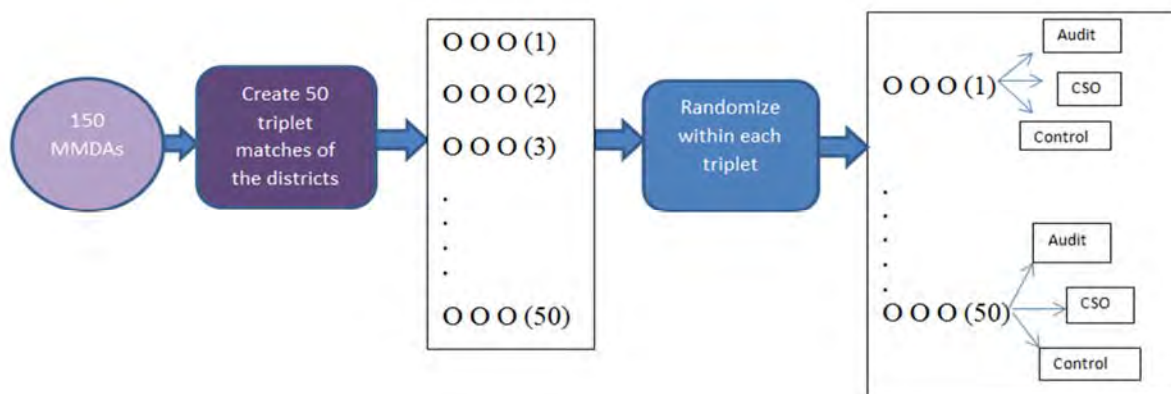 150
MMDAs
Create 50
triplet
matches of
the districts
O O O (1)
O O O (2)
O O O (3)
.
.
.
.
.
O O O (50)
Randomize
within each
triplet
O O O (1)
Audit
CSO
Control
.
.
.
.
.
O O O (50)
Audit
CSO
Control